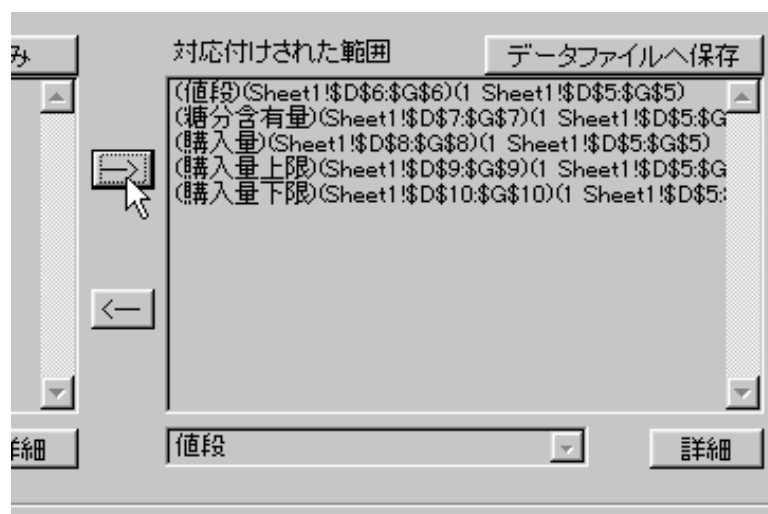 み
対応付けされた範囲
データファイルへ保存
(値段)(Sheet1!$D$6:$G$6)(1 Sheet1!$D$5:$G$5)
(糖分含有量)(Sheet1!$D$7:$G$7)(1 Sheet1!$D$5:$G
(購入量)(Sheet1!$D$8:$G$8)(1 Sheet1!$D$5:$G$5)
(購入量上限)(Sheet1!$D$9:$G$9)(1 Sheet1!$D$5:$G
(購入量下限)(Sheet1!$D$10:$G$10)(1 Sheet1!$D$5:
-->
<--
詳細
値段
詳細